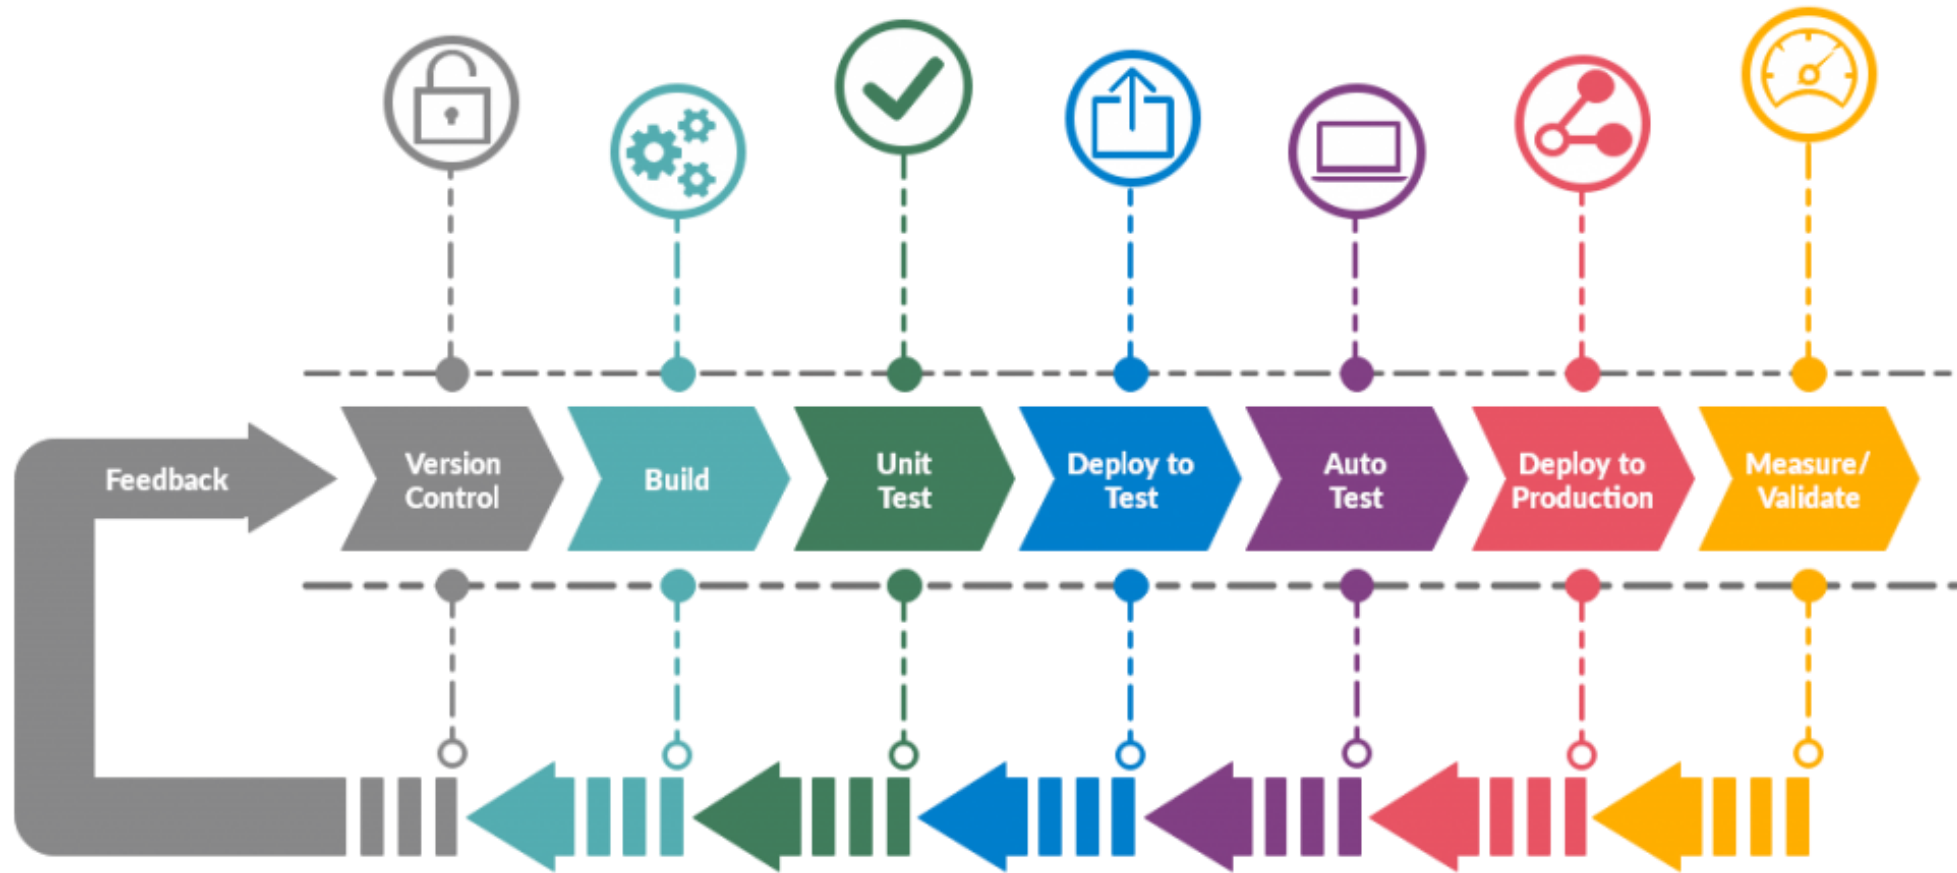 Feedback
Version
Control
Build
Unit
Test
Deploy to
Test
Auto
Test
Deploy to
Production
Measure/
Validate